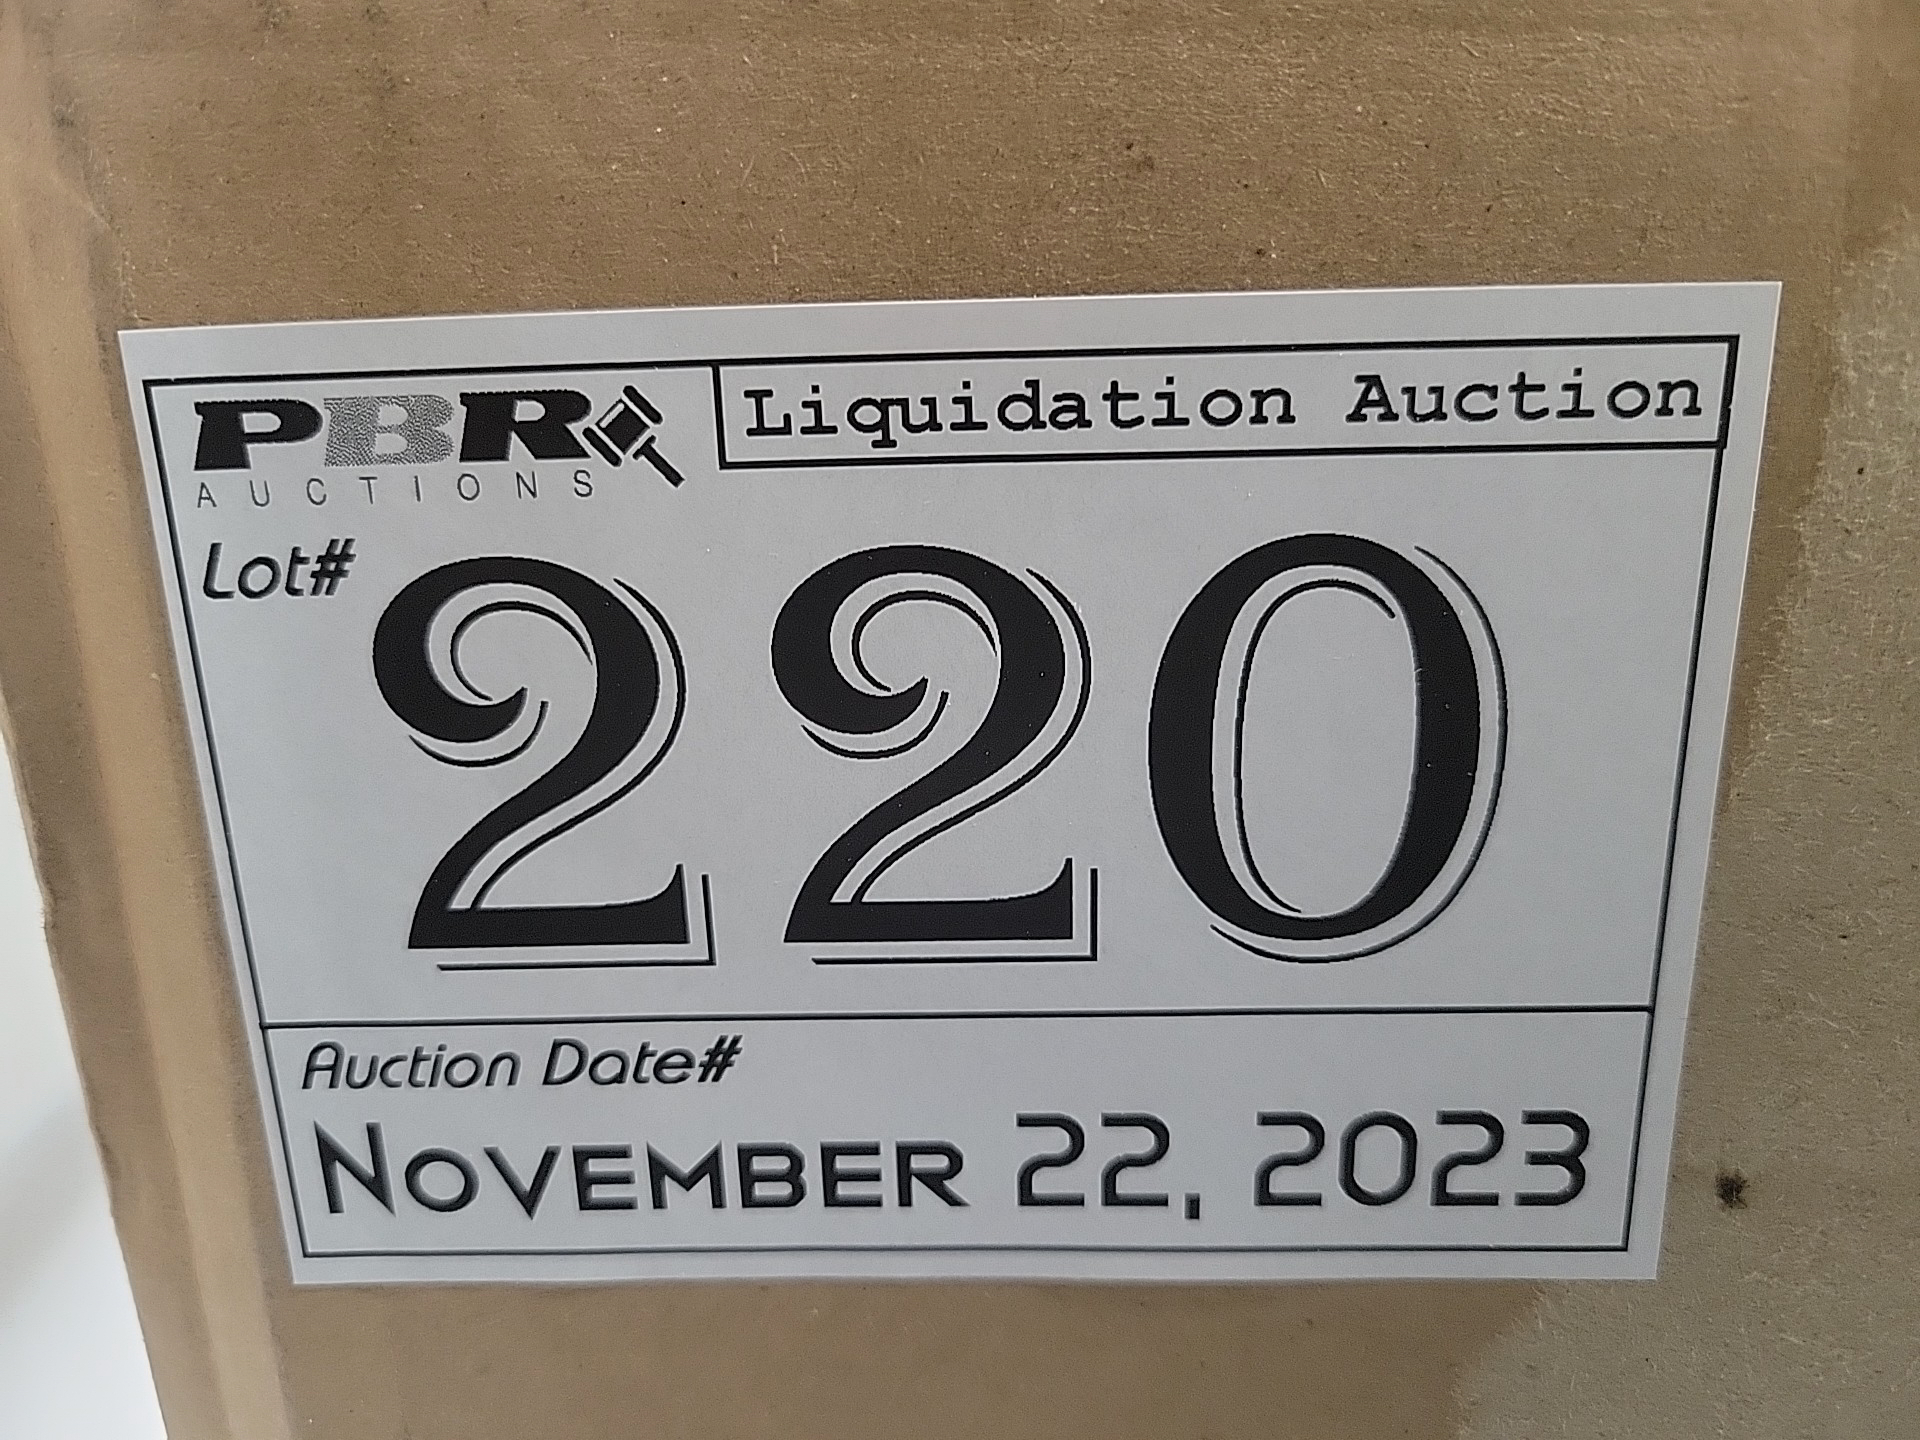 PBR
AUCTIONS
Liquidation Auction
Lot#
220
Auction Date#
NOVEMBER 22, 2023